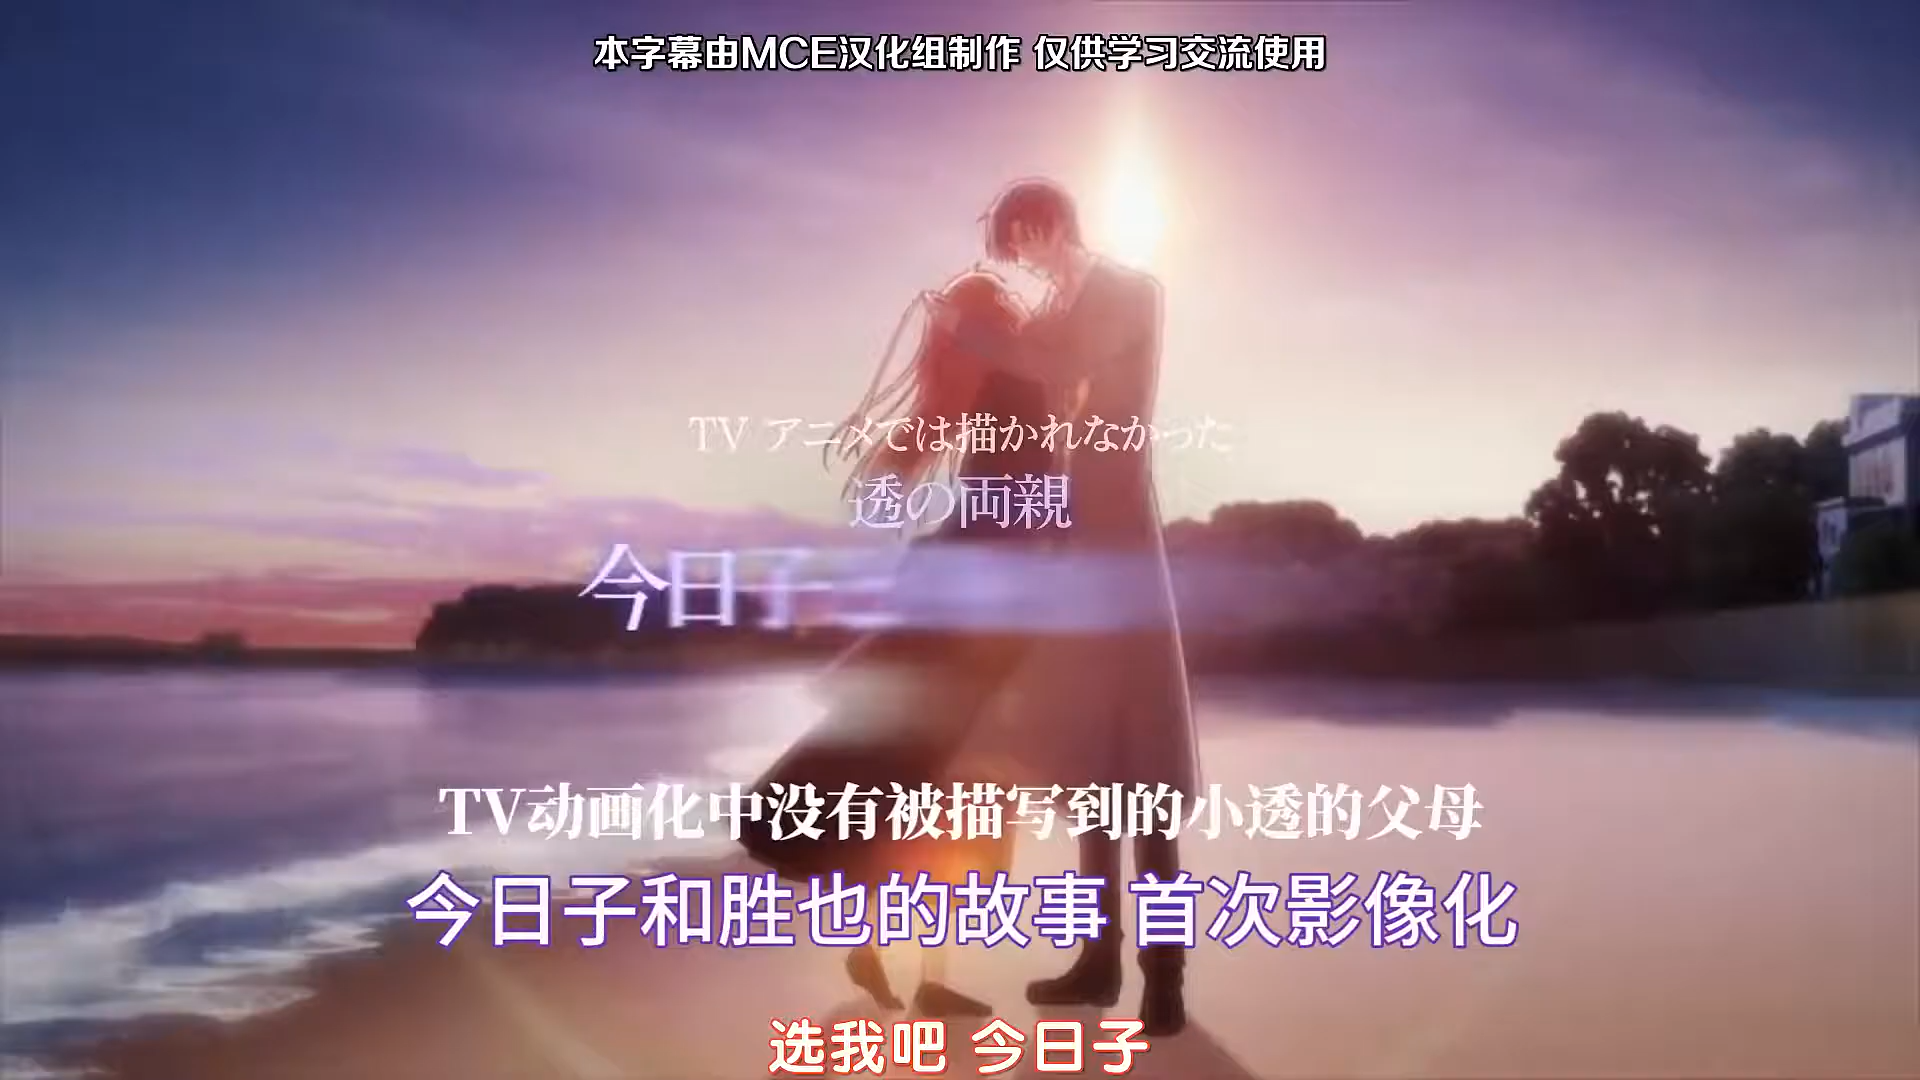 本字幕由MCE汉化组制作 仅供学习交流使用
TV アニメでは描かれなかった
透の両親
今日子
TV动画化中没有被描写到的小透的父母
今日子和胜也的故事 首次影像化
选我吧 今日子